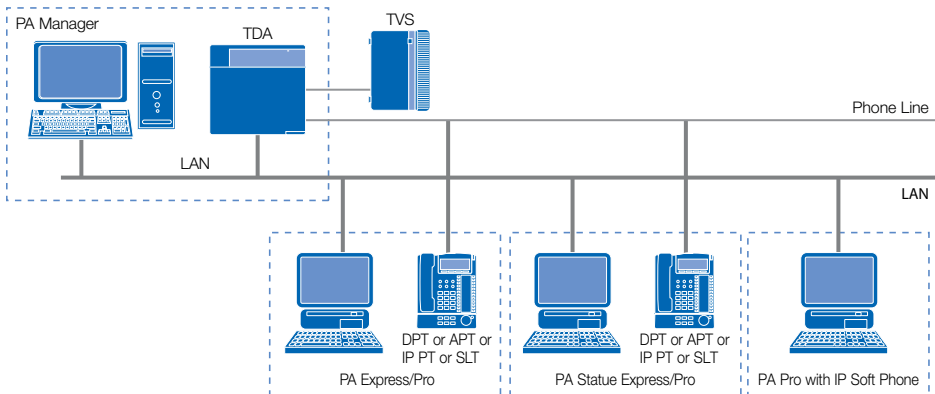 PA Manager
TDA
TVS
Phone Line
LAN
LAN
DPT or APT or
IP PT or SLT
PA Express/Pro
DPT or APT or
IP PT or SLT
PA Statue Express/Pro
PA Pro with IP Soft Phone